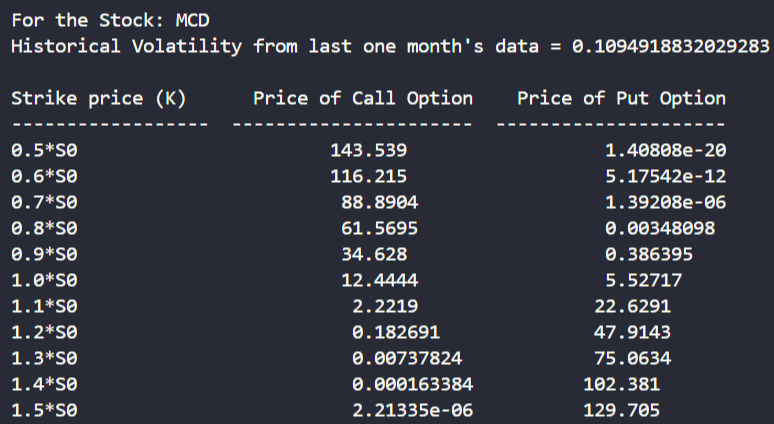 For the Stock: MCD
Historical Volatility from last one month's data = 0.1094918832029283
Strike price (K) Price of Call Option Price of Put Option
------------------ ---------------------- ---------------------
0.5*S0 143.539 1.40808e-20
0.6*S0 116.215 5.17542e-12
0.7*S0 88.8904 1.39208e-06
0.8*S0 61.5695 0.00348098
0.9*S0 34.628 0.386395
1.0*S0 12.4444 5.52717
1.1*S0 2.2219 22.6291
1.2*S0 0.182691 47.9143
1.3*S0 0.00737824 75.0634
1.4*S0 0.000163384 102.381
1.5*S0 2.21335e-06 129.705